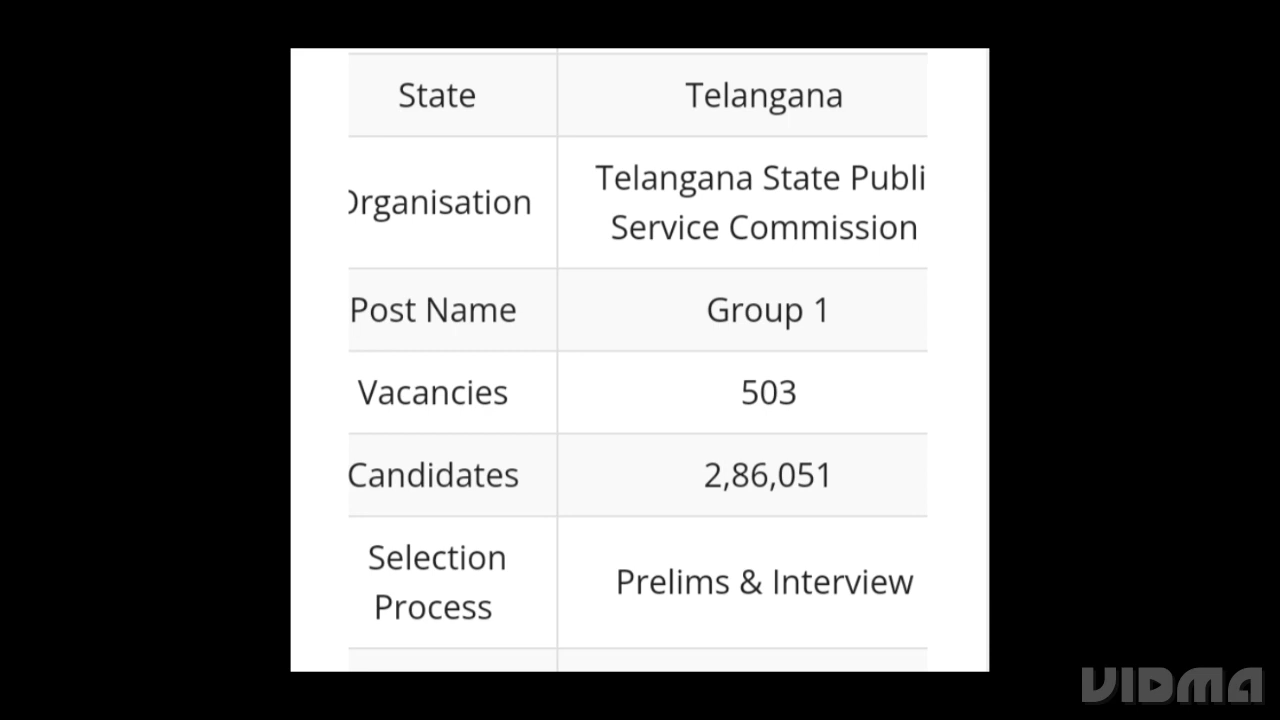 State Telangana
Organisation Telangana State Publi
Service Commission
Post Name Group 1
Vacancies 503
Candidates 2,86,051
Selection
Process Prelims & Interview
VIDMA